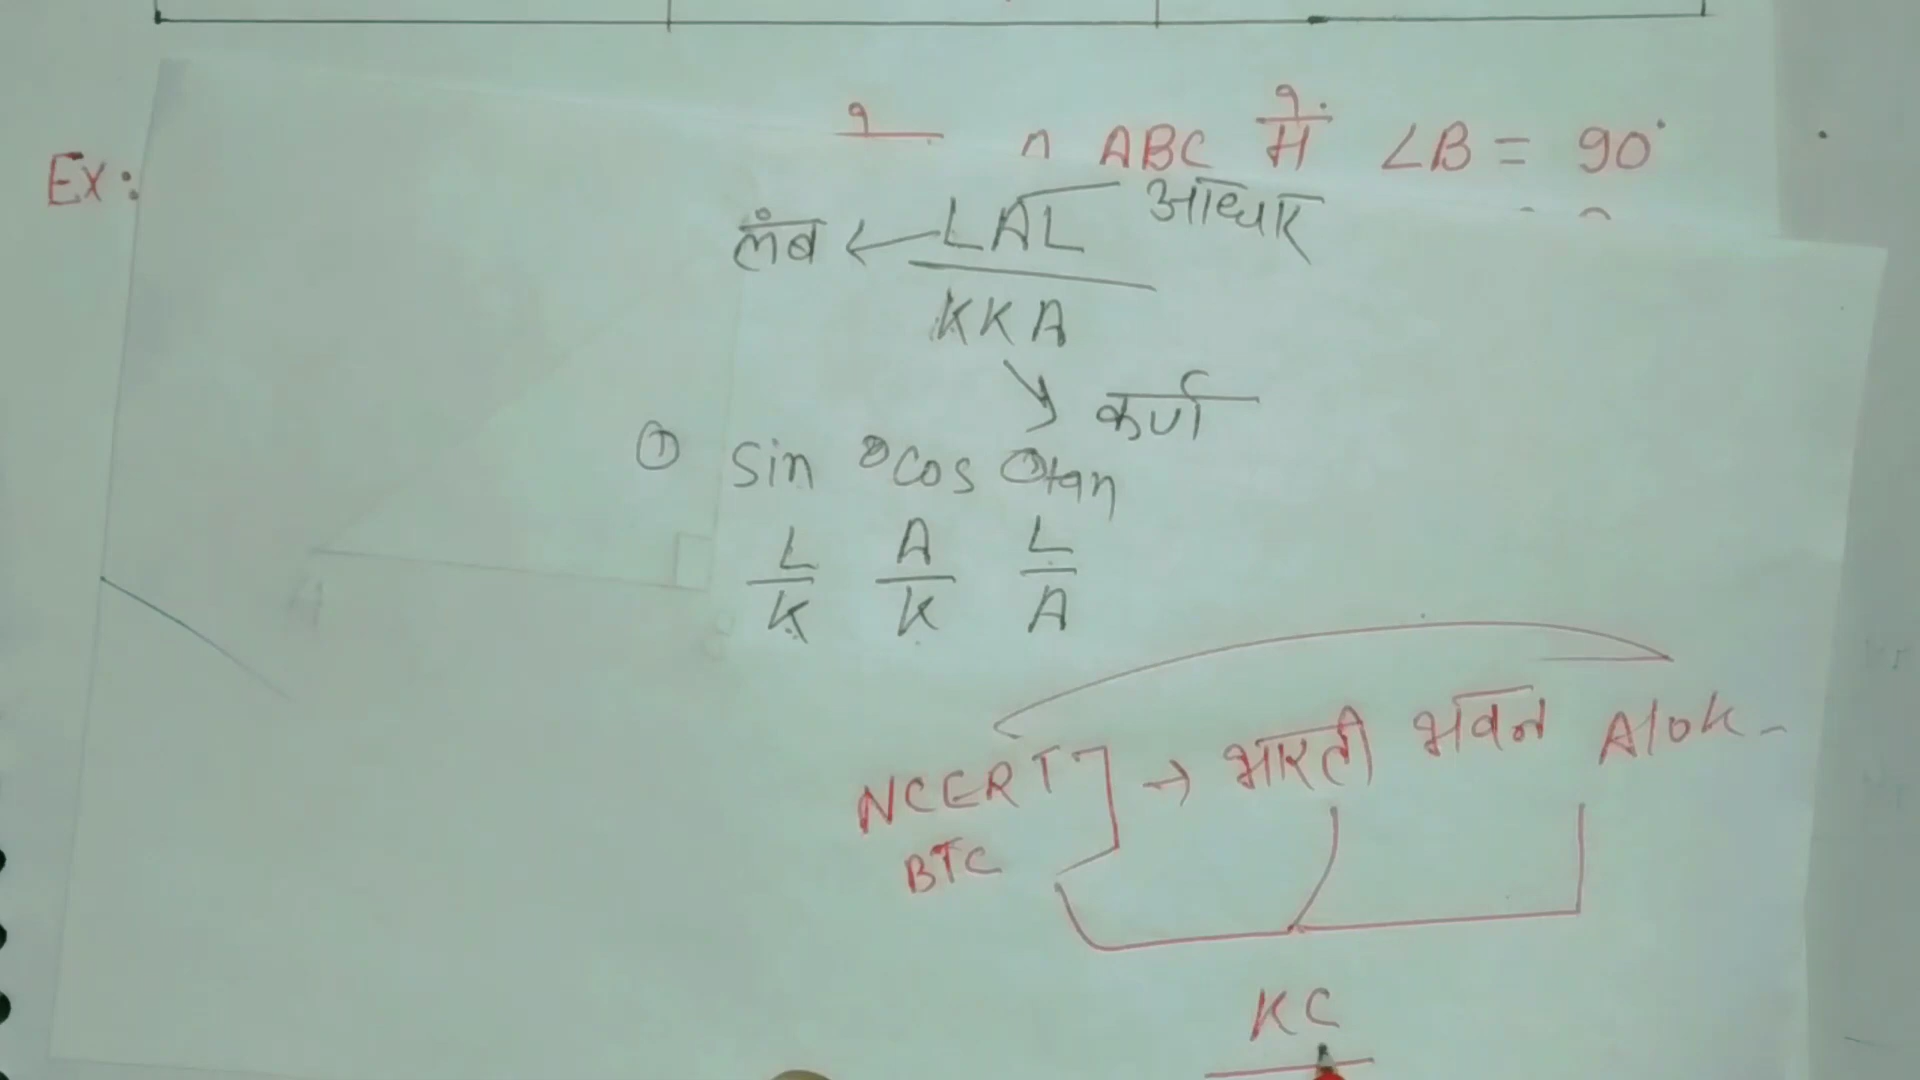 Ex:
ABC में ∠B = 90°
लंब ← LAL आधार
KKA
कर्ण
① sin cos tan
L A L
K K A
NCERT → भारती भवन Alok -
BTC
KC